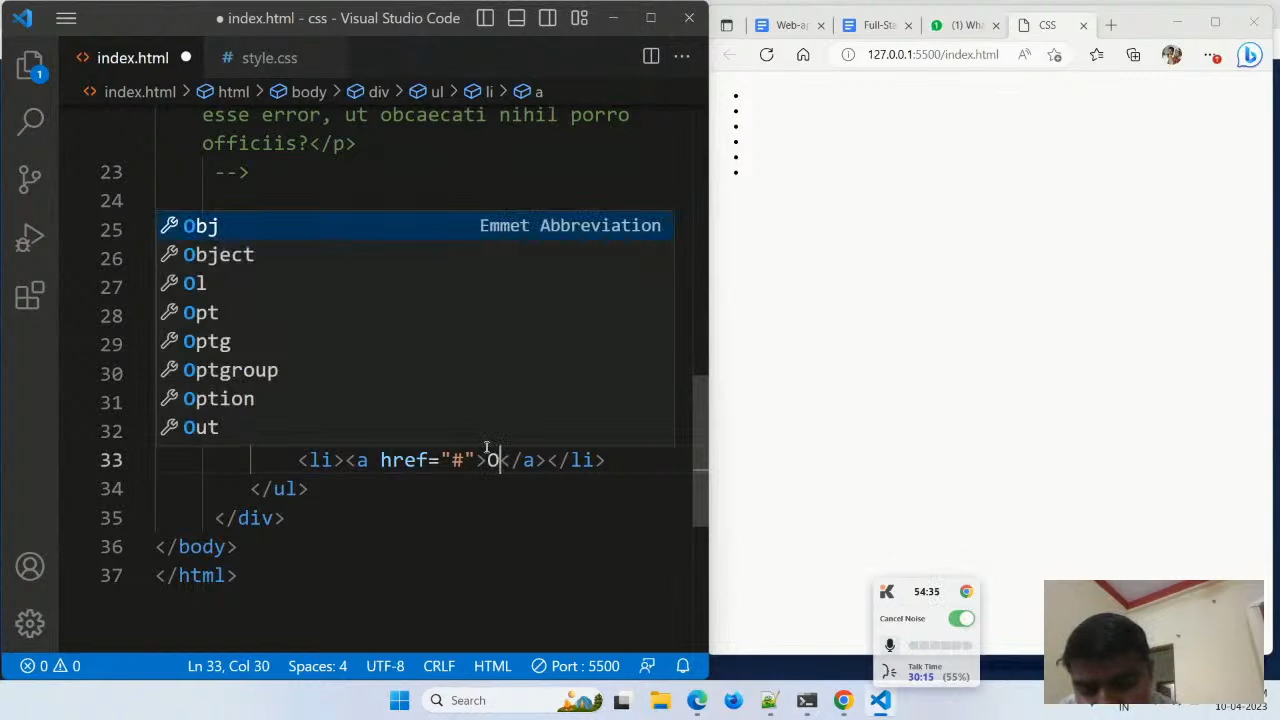 ● index.html - css - Visual Studio Code
index.html ●
# style.css
index.html > html > body > div > ul > li > a
esse error, ut obcaecati nihil porro
officiis?</p>
23 -->
24
25
26
27
28
29
30
31
32
Obj Emmet Abbreviation
Object
Ol
Opt
Optg
Optgroup
Option
Out
33 <li><a href="#">O</a></li>
34 </ul>
35 </div>
36 </body>
37 </html>
1
0 0
Ln 33, Col 30
Spaces: 4
UTF-8
CRLF
HTML
Port : 5500
Web-a
Full-Sta
(1) Wha
CSS
127.0.0.1:5500/index.html
54:35
Cancel Noise
Talk Time
30:15 (55%)
Search
IN
10-04-2023